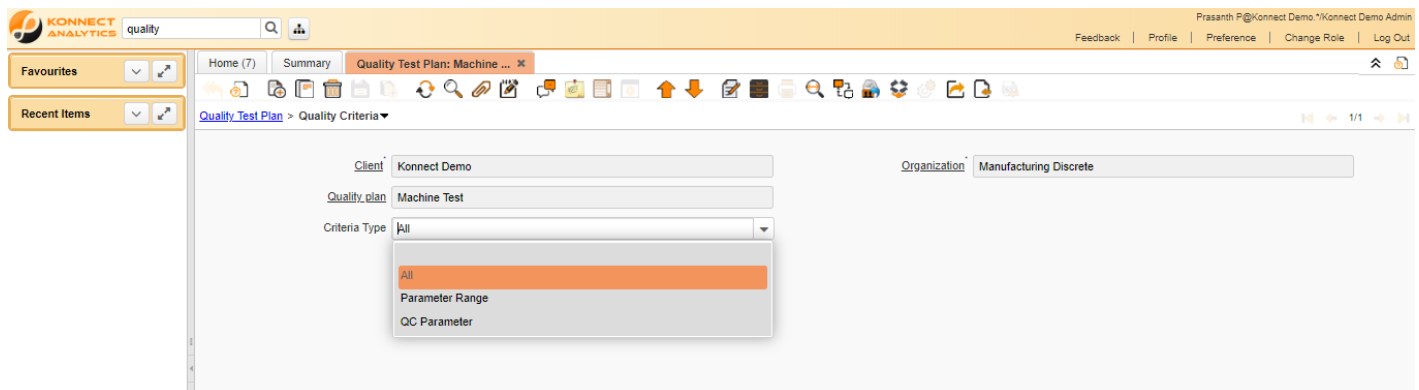 KONNECT
ANALYTICS
quality
Prasanth P@Konnect Demo.*/Konnect Demo Admin
Feedback | Profile | Preference | Change Role | Log Out
Favourites
Recent Items
Home (7) Summary Quality Test Plan: Machine ...
Quality Test Plan > Quality Criteria
1/1
Client Konnect Demo Organization Manufacturing Discrete
Quality plan Machine Test
Criteria Type All
All
Parameter Range
QC Parameter